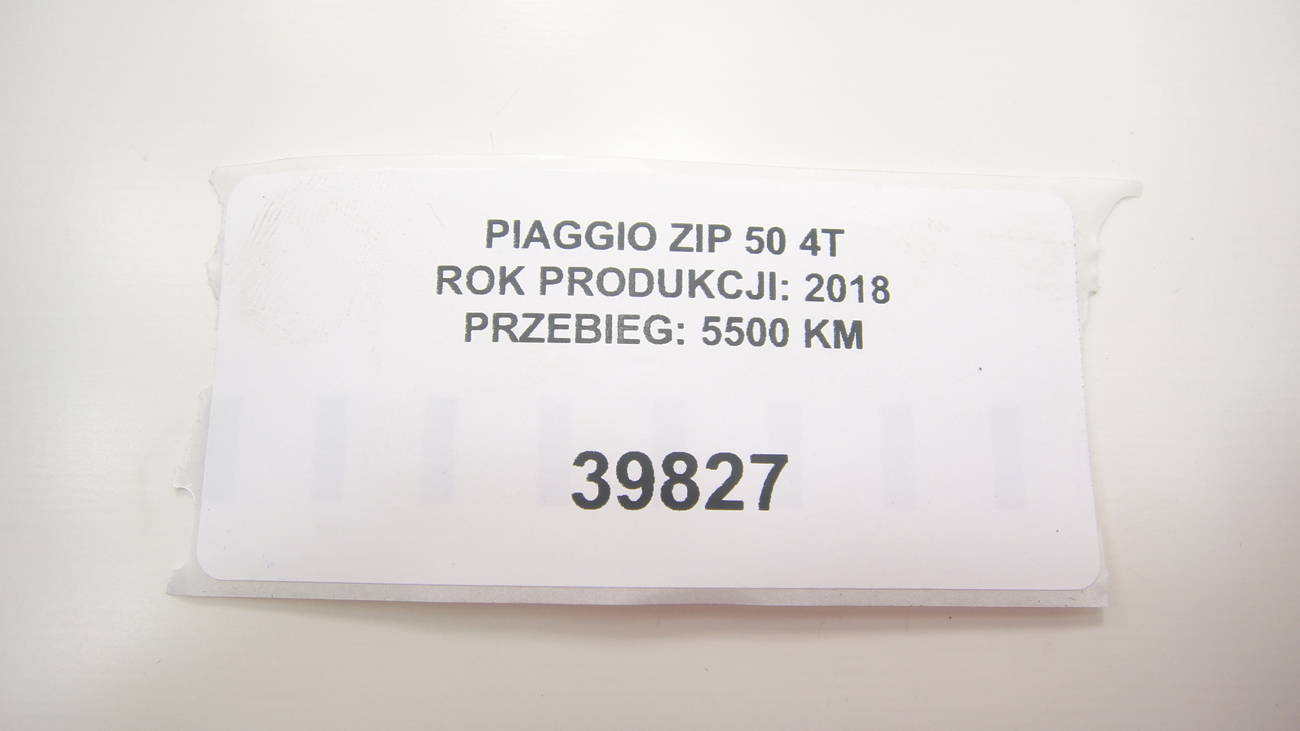 PIAGGIO ZIP 50 4T
ROK PRODUKCJI: 2018
PRZEBIEG: 5500 KM
39827